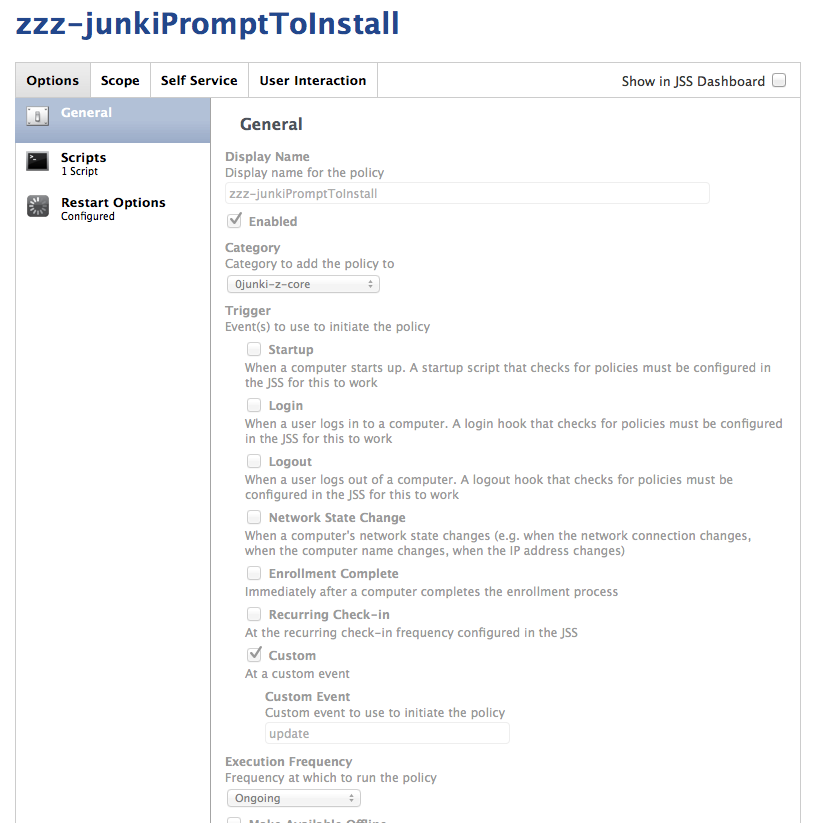 zzz-junkiPromptToInstall
Options Scope Self Service User Interaction Show in JSS Dashboard
General
Scripts
1 Script
Restart Options
Configured
General
Display Name
Display name for the policy
zzz-junkiPromptToInstall
Enabled
Category
Category to add the policy to
0junki-z-core
Trigger
Event(s) to use to initiate the policy
Startup
When a computer starts up. A startup script that checks for policies must be configured in
the JSS for this to work
Login
When a user logs in to a computer. A login hook that checks for policies must be configured
in the JSS for this to work
Logout
When a user logs out of a computer. A logout hook that checks for policies must be
configured in the JSS for this to work
Network State Change
When a computer's network state changes (e.g. when the network connection changes,
when the computer name changes, when the IP address changes)
Enrollment Complete
Immediately after a computer completes the enrollment process
Recurring Check-in
At the recurring check-in frequency configured in the JSS
Custom
At a custom event
Custom Event
Custom event to use to initiate the policy
update
Execution Frequency
Frequency at which to run the policy
Ongoing
Make Available Offline